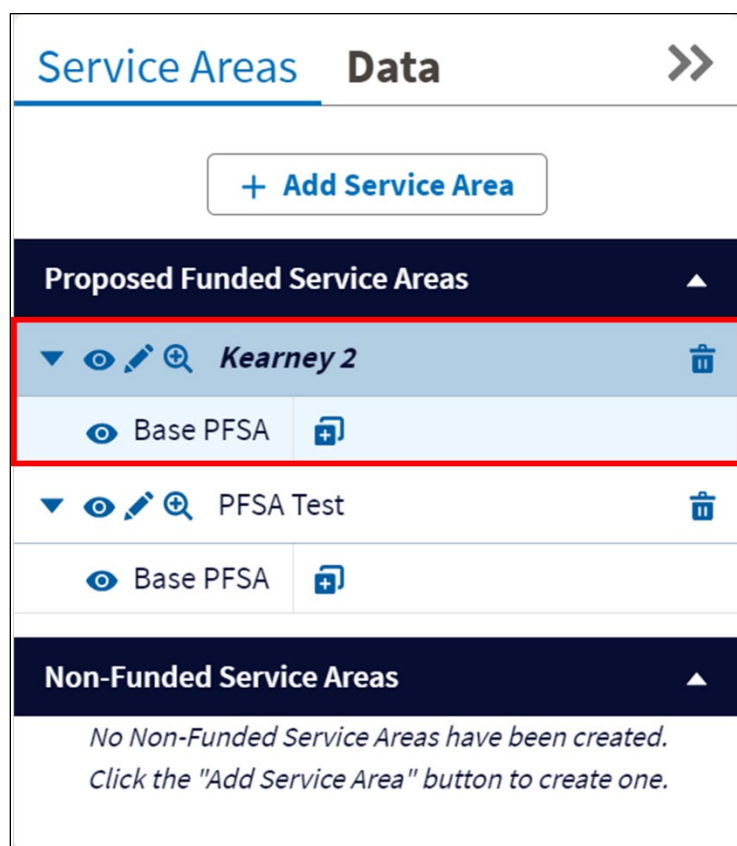 Service Areas Data
+ Add Service Area
Proposed Funded Service Areas
Kearney 2
Base PFSA
PFSA Test
Base PFSA
Non-Funded Service Areas
No Non-Funded Service Areas have been created.
Click the "Add Service Area" button to create one.